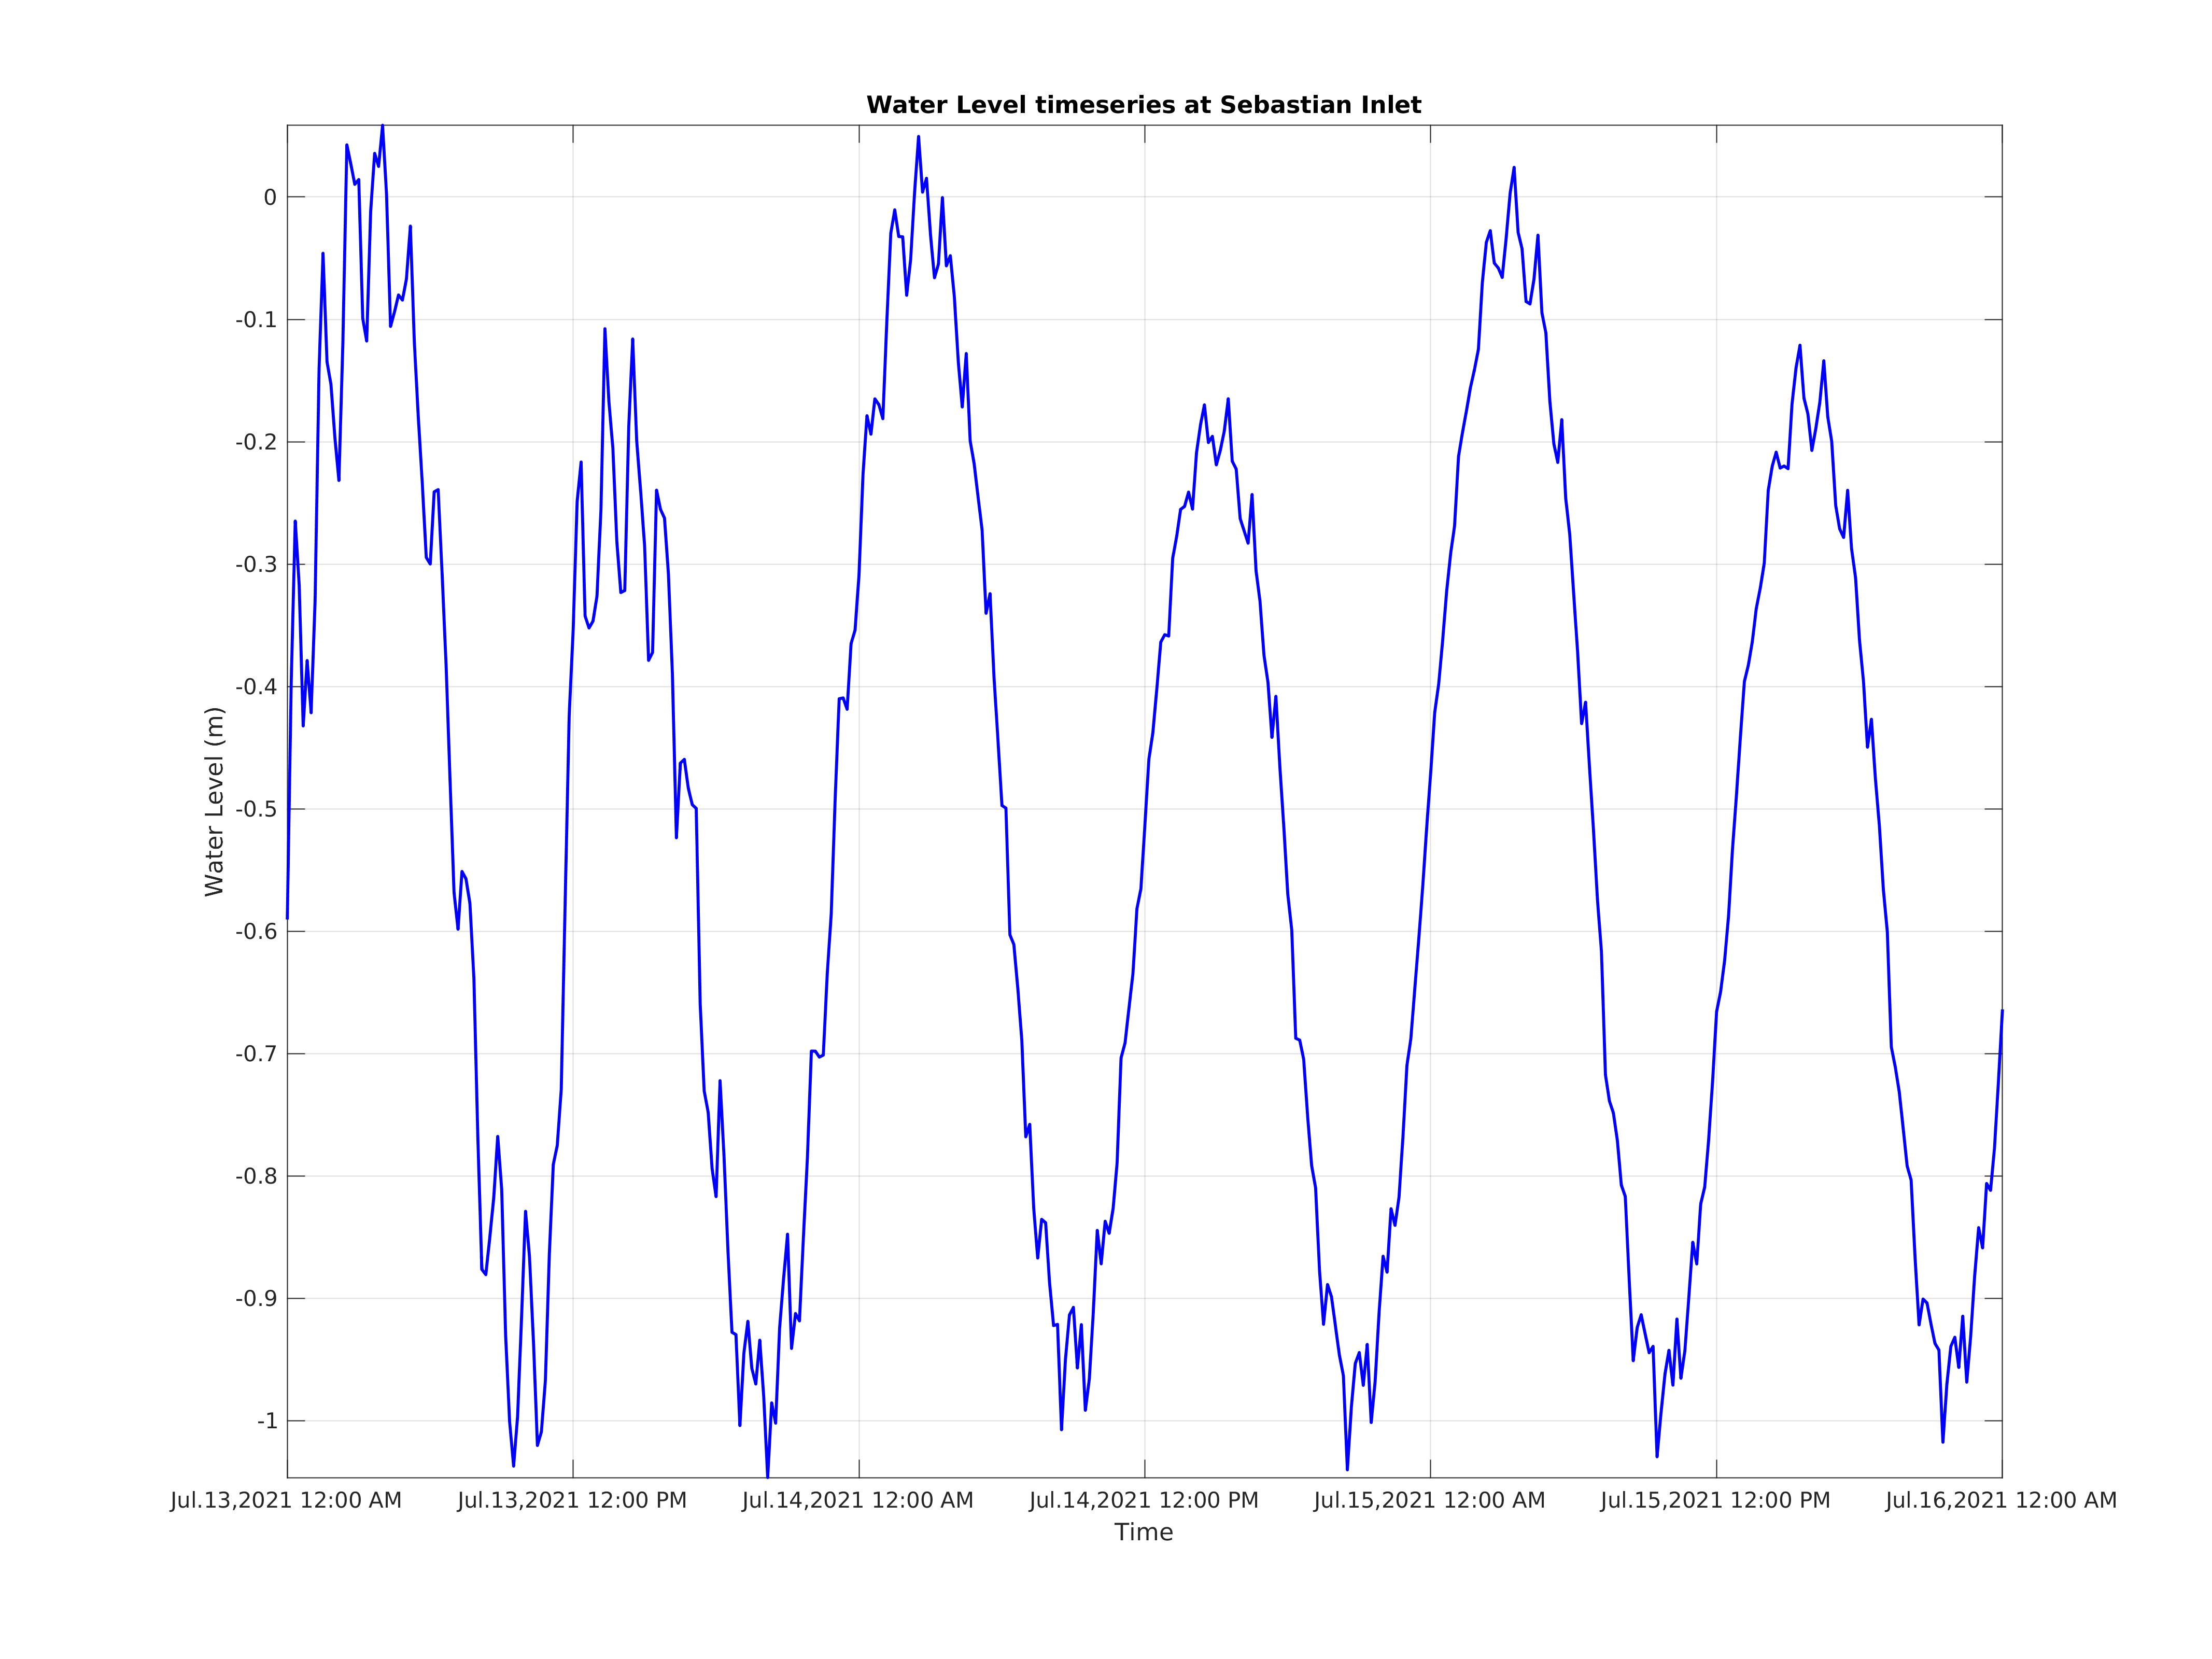 Water Level timeseries at Sebastian Inlet
0
-0.1
-0.2
-0.3
-0.4
-0.5
-0.6
-0.7
-0.8
-0.9
-1
Water Level (m)
Jul.13,2021 12:00 AM
Jul.13,2021 12:00 PM
Jul.14,2021 12:00 AM
Jul.14,2021 12:00 PM
Jul.15,2021 12:00 AM
Jul.15,2021 12:00 PM
Jul.16,2021 12:00 AM
Time